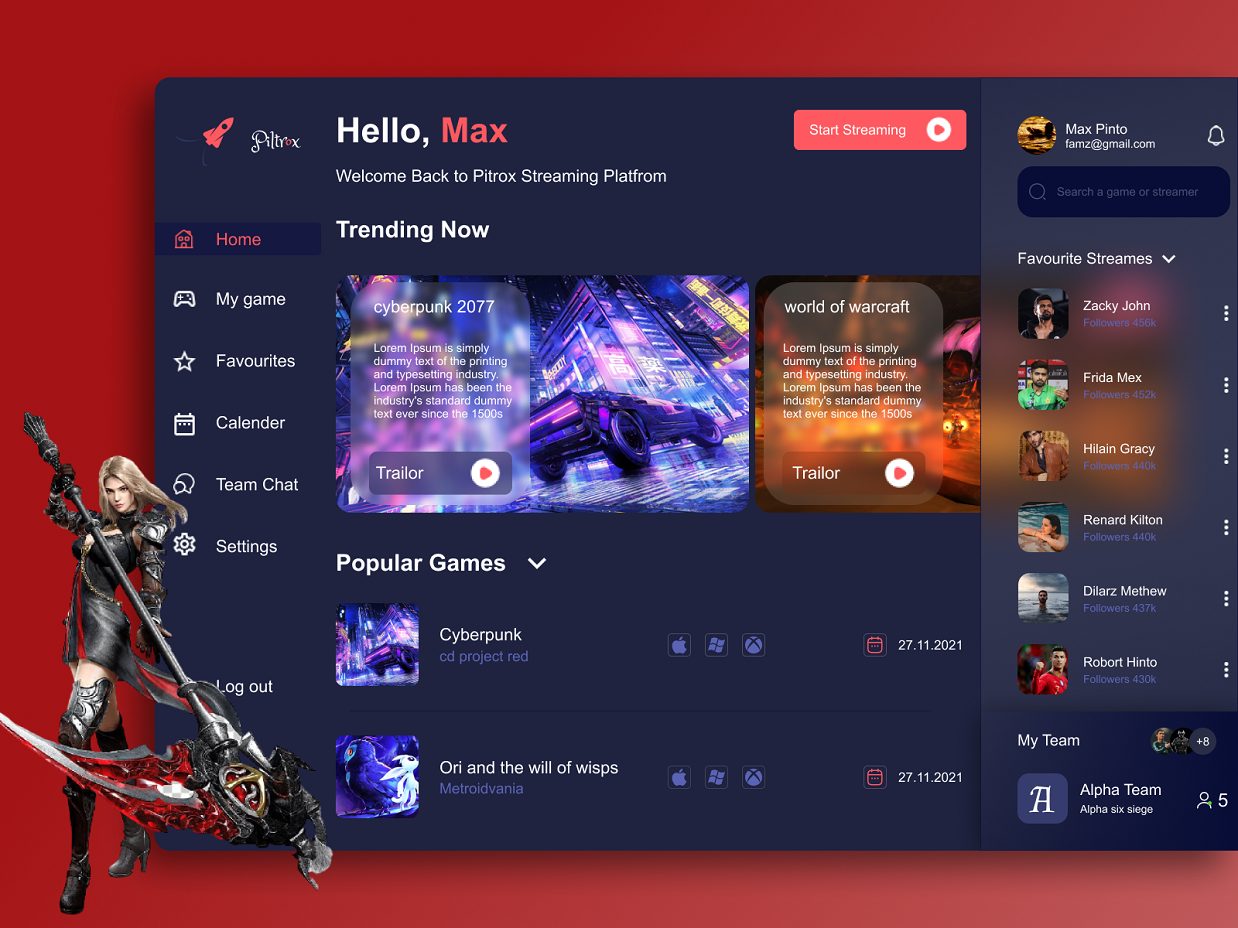 Piltrox
Home
My game
Favourites
Calender
Team Chat
Settings
Log out
Hello, Max
Welcome Back to Pitrox Streaming Platfrom
Start Streaming
Trending Now
cyberpunk 2077
Lorem Ipsum is simply
dummy text of the printing
and typesetting industry.
Lorem Ipsum has been the
industry's standard dummy
text ever since the 1500s
Trailor
world of warcraft
Lorem Ipsum is simply
dummy text of the printing
and typesetting industry.
Lorem Ipsum has been the
industry's standard dummy
text ever since the 1500s
Trailor
Popular Games
Cyberpunk
cd project red
27.11.2021
Ori and the will of wisps
Metroidvania
27.11.2021
Max Pinto
famz@gmail.com
Search a game or streamer
Favourite Streames
Zacky John
Followers 456k
Frida Mex
Followers 452k
Hilain Gracy
Followers 440k
Renard Kilton
Followers 440k
Dilarz Methew
Followers 437k
Robort Hinto
Followers 430k
My Team
+8
A
Alpha Team
Alpha six siege
5